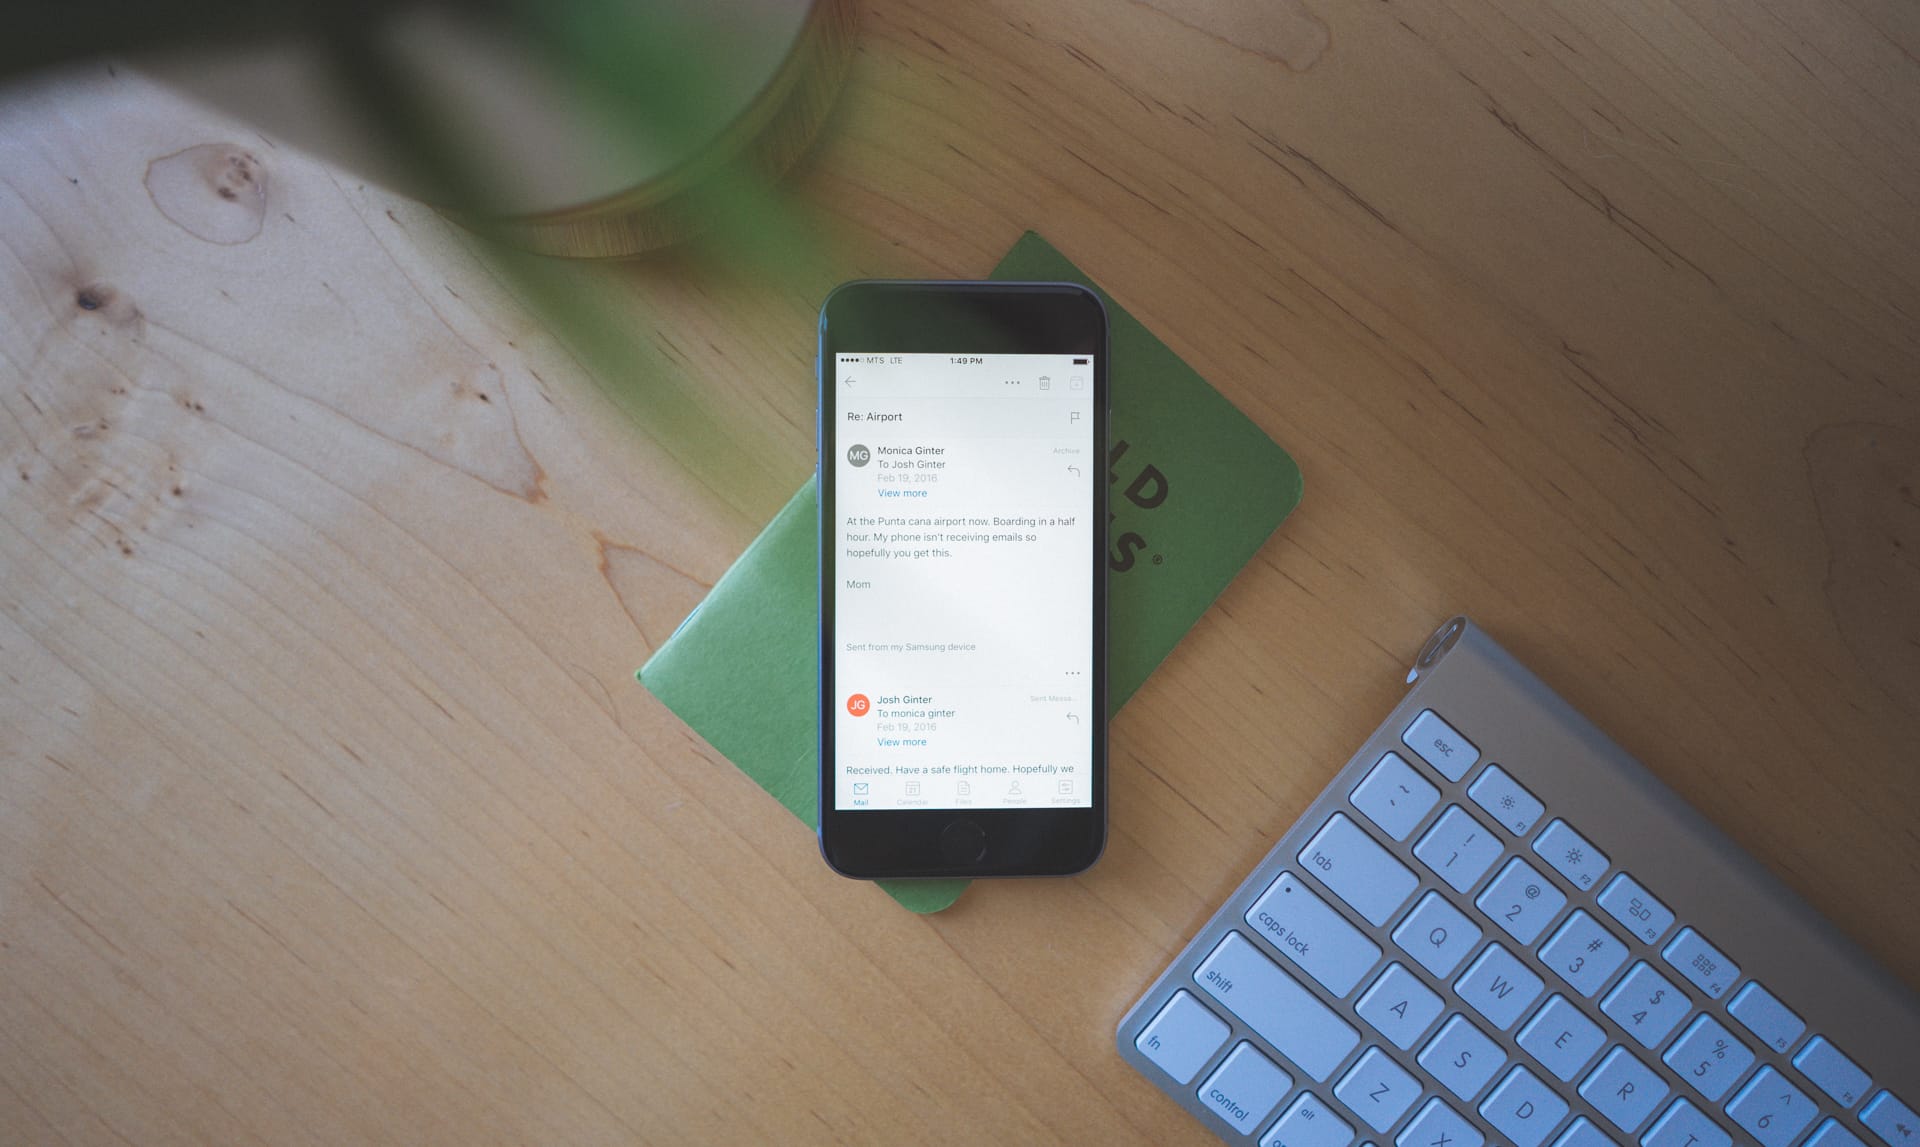 MTS LTE 1:49 PM
Re: Airport
MG
Monica Ginter
Archive
To Josh Ginter
Feb 19, 2016
View more
At the Punta cana airport now. Boarding in a half
hour. My phone isn't receiving emails so
hopefully you get this.
Mom
Sent from my Samsung device
JG
Josh Ginter
Sent Messa...
To monica ginter
Feb 19, 2016
View more
Received. Have a safe flight home. Hopefully we
Mail Calendar Files People Settings
LD
S®
esc
~
F1
F2
F3
F4
F5
F6
tab
!
1
@
2
#
3
$
4
%
5
^
6
caps lock
Q
W
E
R
T
shift
A
S
D
fn
Z
X
control
alt